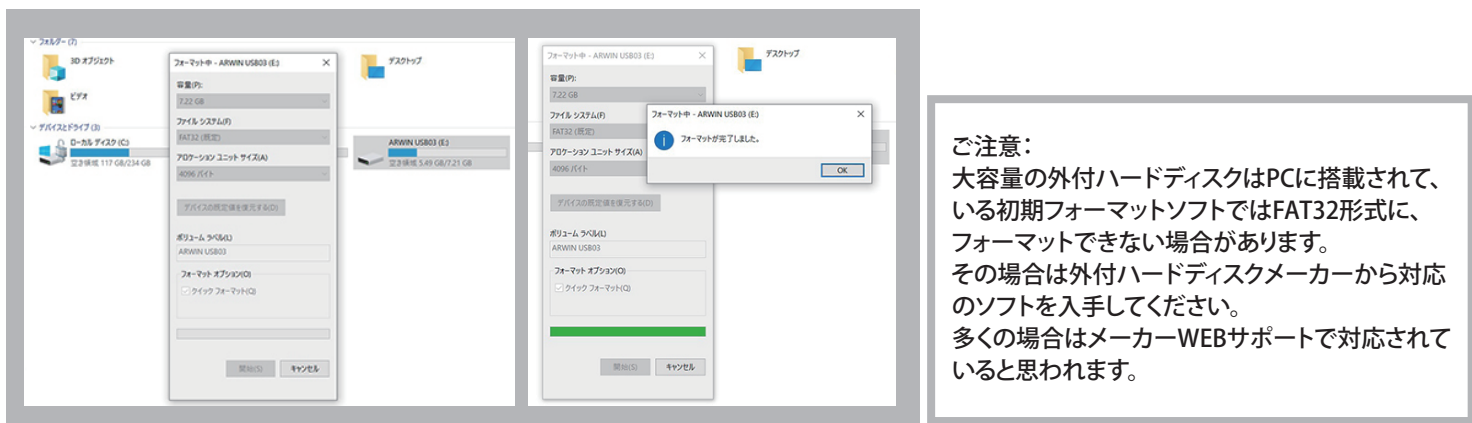 フォルダー (7)
3D オブジェクト
デスクトップ
ビデオ
デバイスとドライブ (3)
ローカル ディスク (C:)
空き領域 117 GB/234 GB
ARWIN USB03 (E:)
空き領域 5.49 GB/7.21 GB
フォーマット中 - ARWIN USB03 (E:)
容量(P):
7.22 GB
ファイル システム(F)
FAT32 (既定)
アロケーション ユニット サイズ(A)
4096 バイト
デバイスの既定値を復元する(D)
ボリューム ラベル(L)
ARWIN USB03
フォーマット オプション(O)
クイック フォーマット(Q)
開始(S)
キャンセル
フォーマット中 - ARWIN USB03 (E:)
デスクトップ
容量(P):
7.22 GB
ファイル システム(F)
FAT32 (既定)
アロケーション ユニット サイズ(A)
4096 バイト
フォーマット中 - ARWIN USB03 (E:)
フォーマットが完了しました。
OK
デバイスの既定値を復元する(D)
ボリューム ラベル(L)
ARWIN USB03
フォーマット オプション(O)
クイック フォーマット(Q)
開始(S)
キャンセル
ご注意：
大容量の外付ハードディスクはPCに搭載されて、
いる初期フォーマットソフトではFAT32形式に、
フォーマットできない場合があります。
その場合は外付ハードディスクメーカーから対応
のソフトを入手してください。
多くの場合はメーカーWEBサポートで対応されて
いると思われます。